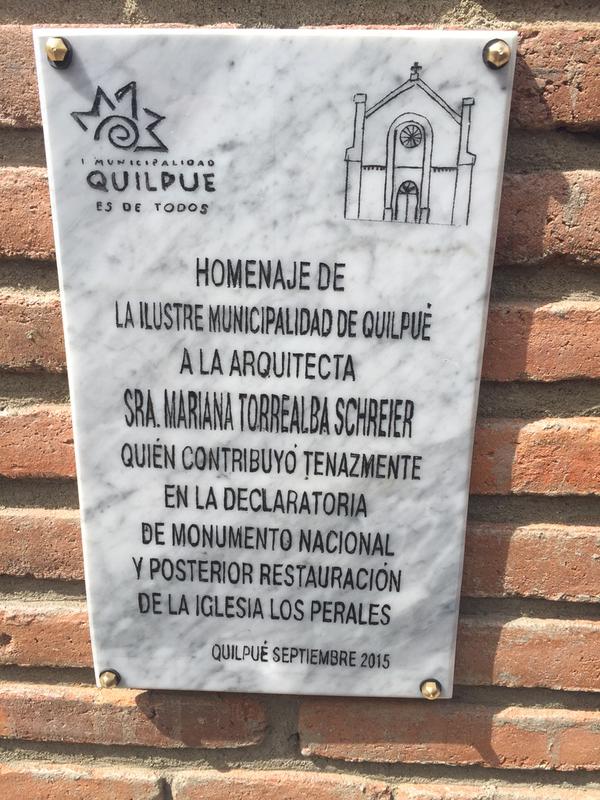 I MUNICIPALIDAD
QUILPUE
ES DE TODOS
HOMENAJE DE
LA ILUSTRE MUNICIPALIDAD DE QUILPUÉ
A LA ARQUITECTA
SRA. MARIANA TORREALBA SCHREIER
QUIÉN CONTRIBUYÓ TENAZMENTE
EN LA DECLARATORIA
DE MONUMENTO NACIONAL
Y POSTERIOR RESTAURACIÓN
DE LA IGLESIA LOS PERALES
QUILPUÉ SEPTIEMBRE 2015